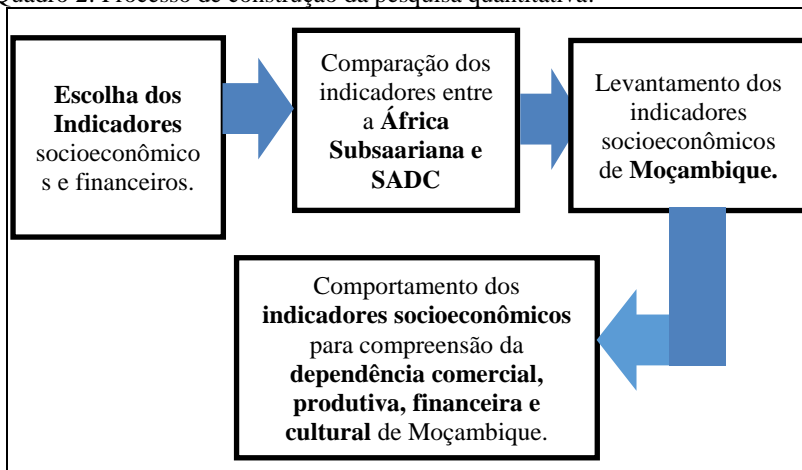 Quadro 2: Processo de construção da pesquisa quantitativa.
Escolha dos
Indicadores
socioeconômico
s e financeiros.
Comparação dos
indicadores entre
a África
Subsaariana e
SADC
Levantamento dos
indicadores
socioeconômicos
de Moçambique.
Comportamento dos
indicadores socioeconômicos
para compreensão da
dependência comercial,
produtiva, financeira e
cultural de Moçambique.